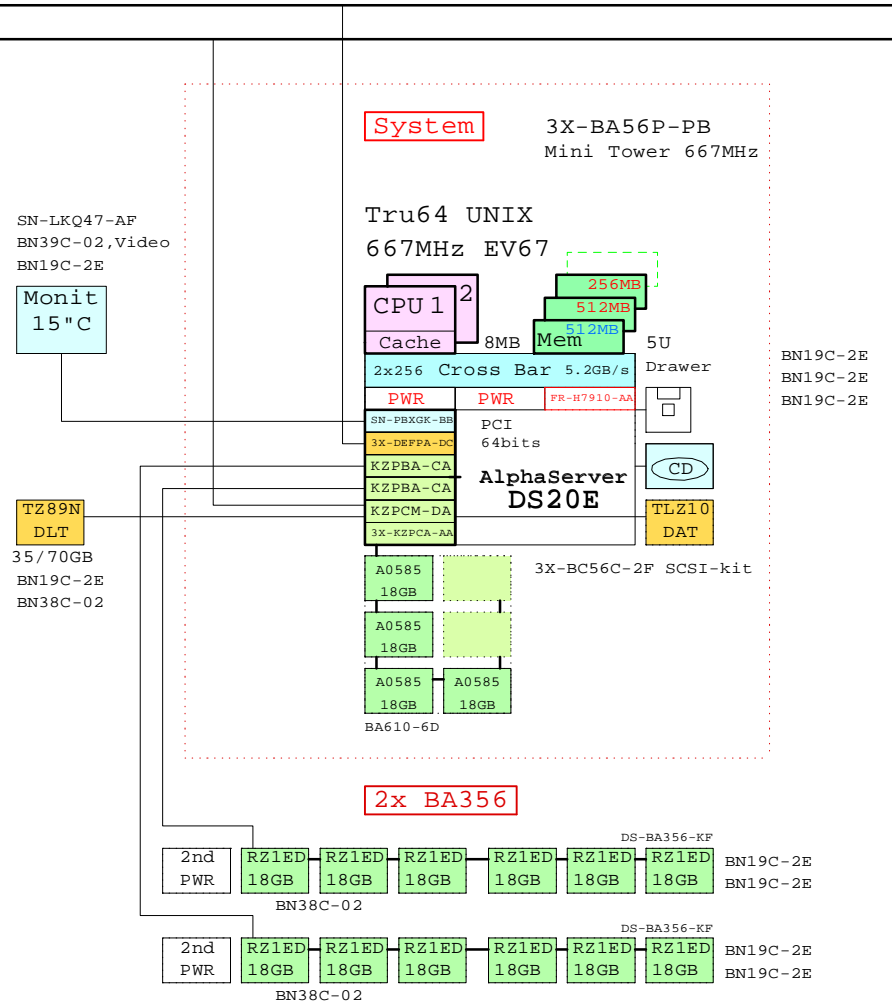 System
3X-BA56P-PB
Mini Tower 667MHz
SN-LKQ47-AF
BN39C-02,Video
BN19C-2E
Monit
15"C
Tru64 UNIX
667MHz EV67
CPU 1
2
Cache
8MB
256MB
512MB
512MB
Mem
5U
Drawer
BN19C-2E
BN19C-2E
BN19C-2E
2x256 Cross Bar 5.2GB/s
PWR
PWR
FR-H7910-AA
SN-PBXGK-BB
3X-DEFPA-DC
KZPBA-CA
KZPBA-CA
KZPCM-DA
3X-KZPCA-AA
PCI
64bits
AlphaServer
DS20E
CD
TZ89N
DLT
35/70GB
BN19C-2E
BN38C-02
TLZ10
DAT
3X-BC56C-2F SCSI-kit
A0585
18GB
A0585
18GB
A0585
18GB
A0585
18GB
BA610-6D
2x BA356
DS-BA356-KF
2nd
PWR
RZ1ED
18GB
RZ1ED
18GB
RZ1ED
18GB
RZ1ED
18GB
RZ1ED
18GB
RZ1ED
18GB
BN19C-2E
BN19C-2E
BN38C-02
DS-BA356-KF
2nd
PWR
RZ1ED
18GB
RZ1ED
18GB
RZ1ED
18GB
RZ1ED
18GB
RZ1ED
18GB
RZ1ED
18GB
BN19C-2E
BN19C-2E
BN38C-02